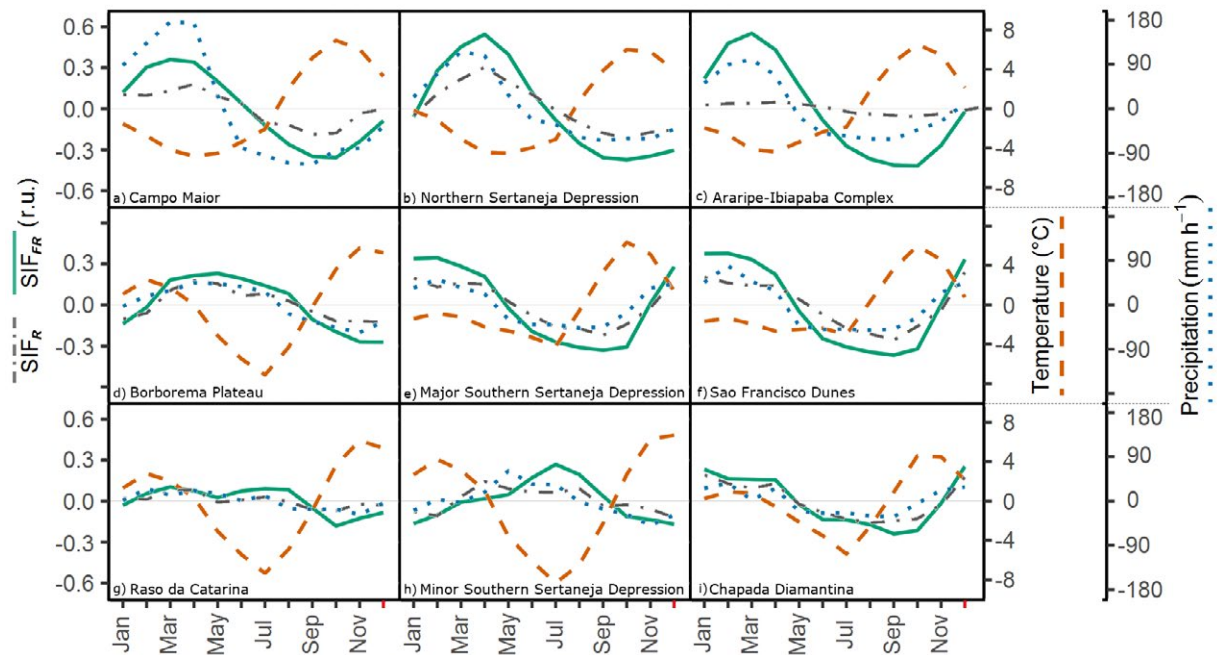 0.6
0.3
0.0
-0.3
-0.6
a) Campo Maior
b) Northern Sertaneja Depression
c) Araripe-Ibiapaba Complex
8
4
0
-4
-8
180
90
0
-90
-180
0.3
0.0
-0.3
d) Borborema Plateau
e) Major Southern Sertaneja Depression
f) Sao Francisco Dunes
4
0
-4
90
0
-90
0.6
0.3
0.0
-0.3
-0.6
g) Raso da Catarina
h) Minor Southern Sertaneja Depression
i) Chapada Diamantina
8
4
0
-4
-8
180
90
0
-90
-180
Jan
Mar
May
Jul
Sep
Nov
Jan
Mar
May
Jul
Sep
Nov
Jan
Mar
May
Jul
Sep
Nov
SIF_R
SIF_FR (r.u.)
Temperature (°C)
Precipitation (mm h⁻¹)